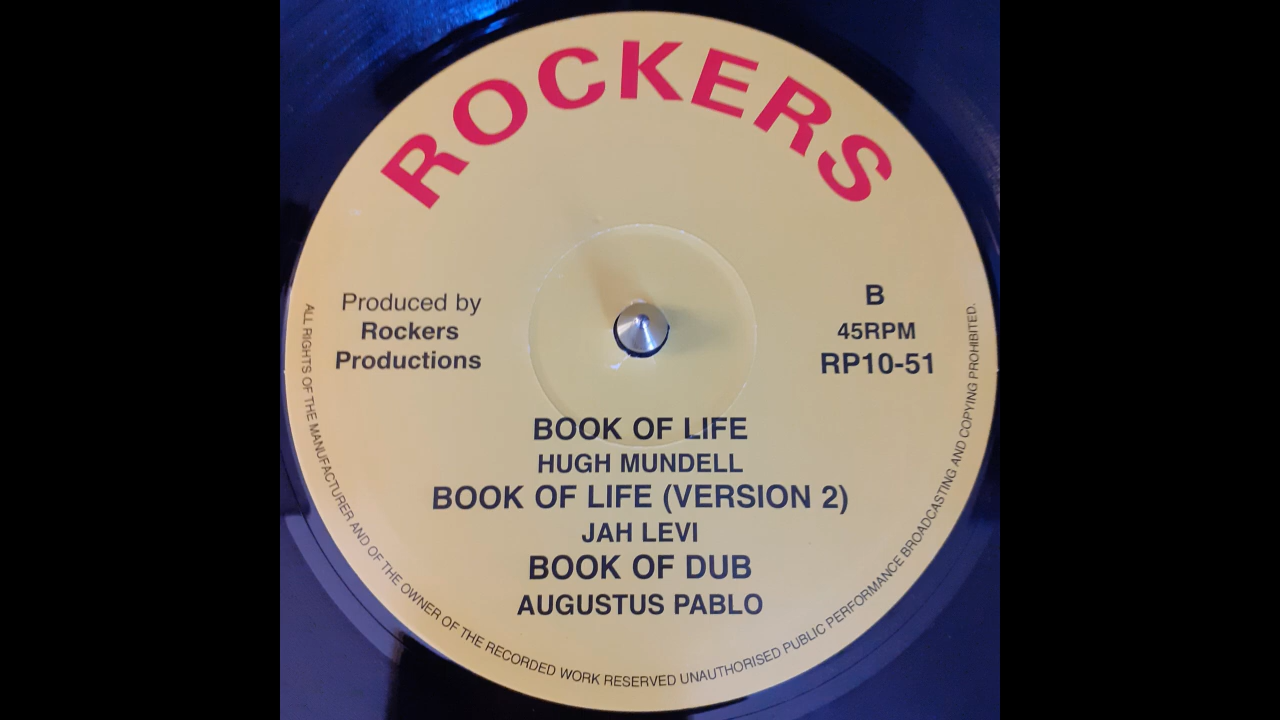 ROCKERS
Produced by
Rockers
Productions
B
45RPM
RP10-51
BOOK OF LIFE
HUGH MUNDELL
BOOK OF LIFE (VERSION 2)
JAH LEVI
BOOK OF DUB
AUGUSTUS PABLO
ALL RIGHTS OF THE MANUFACTURER AND OF THE OWNER OF THE RECORDED WORK RESERVED UNAUTHORISED PUBLIC PERFORMANCE BROADCASTING AND COPYING PROHIBITED.